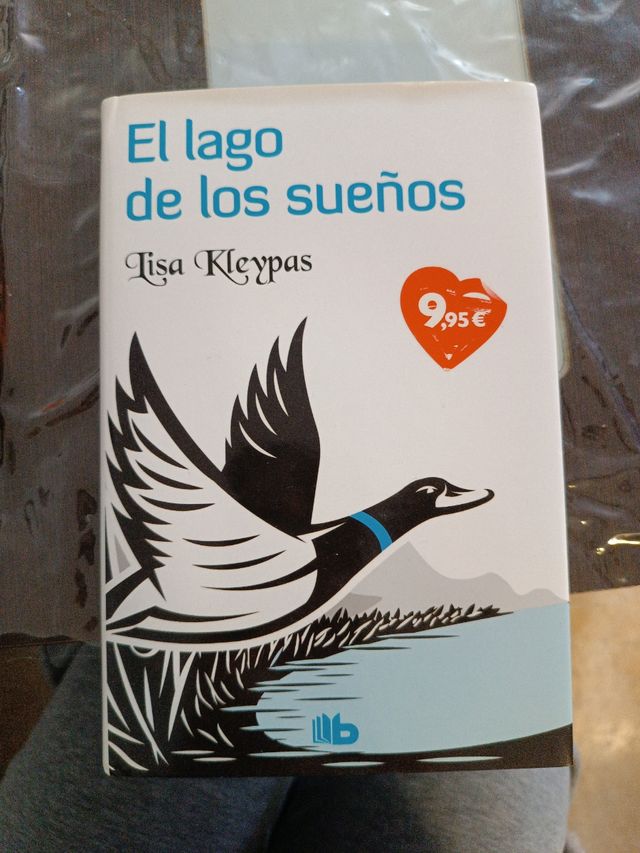 El lago
de los sueños
Lisa Kleypas
9,95€
b